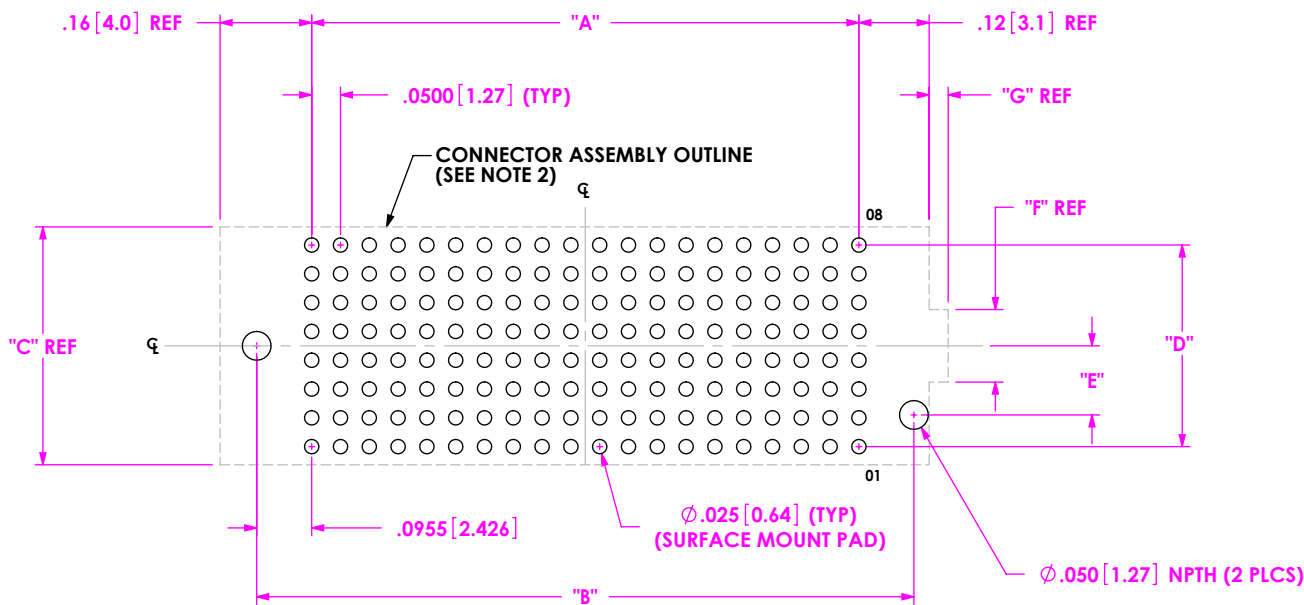 .16[4.0] REF
"A"
.12[3.1] REF
.0500[1.27] (TYP)
"G" REF
CONNECTOR ASSEMBLY OUTLINE
(SEE NOTE 2)
℄
08
"F" REF
"C" REF
℄
"D"
"E"
01
.0955[2.426]
∅.025[0.64] (TYP)
(SURFACE MOUNT PAD)
∅.050[1.27] NPTH (2 PLCS)
"B"